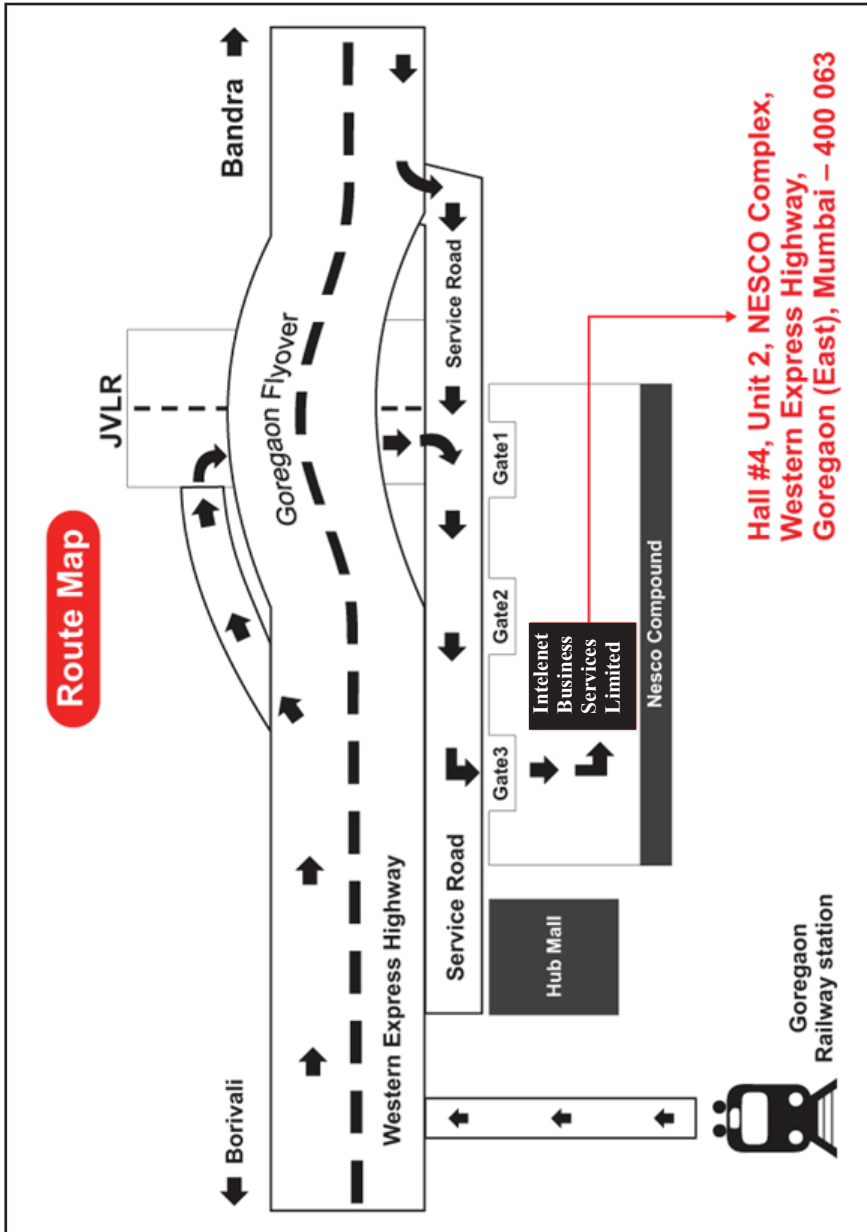 Route Map
Borivali
Bandra
JVLR
Goregaon Flyover
Western Express Highway
Service Road
Service Road
Gate3
Gate2
Gate1
Hub Mall
Intelenet
Business
Services
Limited
Nesco Compound
Goregaon
Railway station
Hall #4, Unit 2, NESCO Complex,
Western Express Highway,
Goregaon (East), Mumbai – 400 063